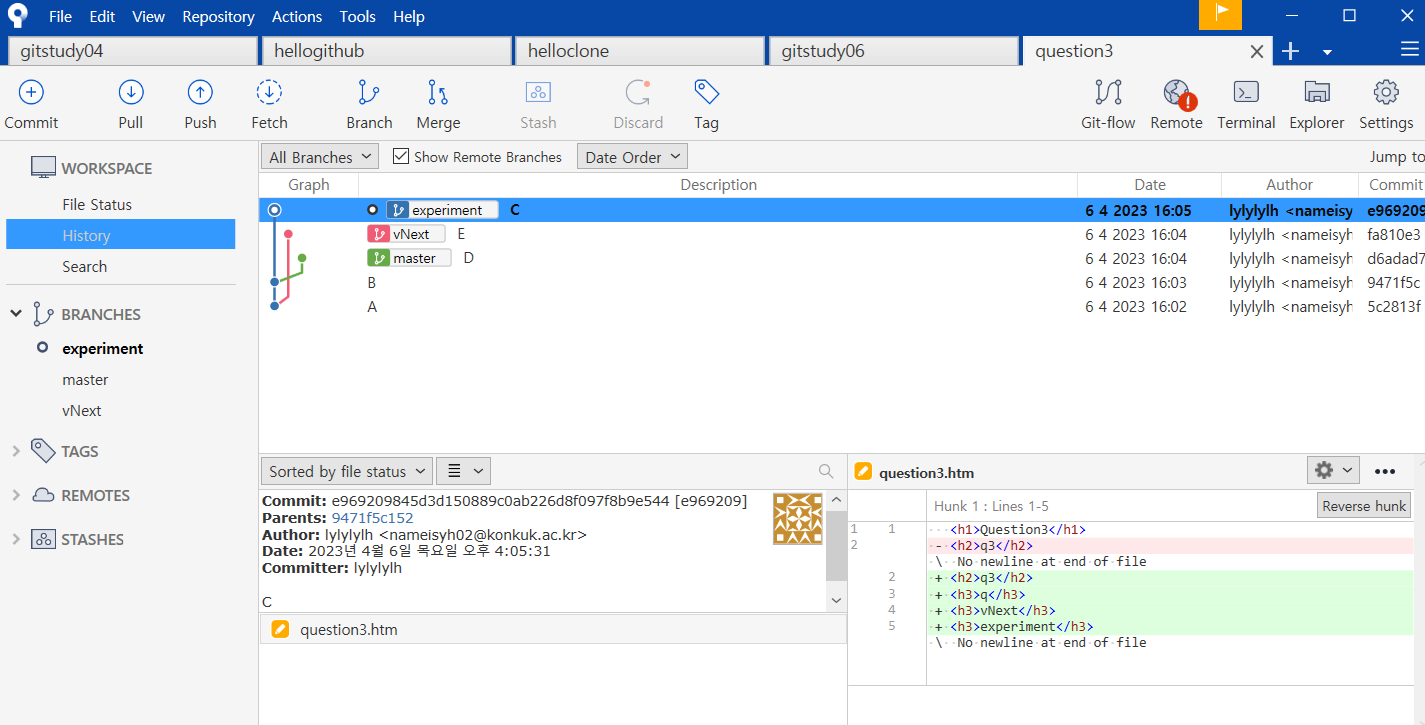 File Edit View Repository Actions Tools Help
gitstudy04 hellogithub helloclone gitstudy06 question3
Commit Pull Push Fetch Branch Merge Stash Discard Tag Git-flow Remote Terminal Explorer Settings
WORKSPACE
File Status
History
Search
BRANCHES
experiment
master
vNext
TAGS
REMOTES
STASHES
All Branches Show Remote Branches Date Order Jump to
Graph Description Date Author Commit
experiment C 6 4 2023 16:05 lylylylh <nameisy e969209
vNext E 6 4 2023 16:04 lylylylh <nameisyh fa810e3
master D 6 4 2023 16:04 lylylylh <nameisyh d6adad7
B 6 4 2023 16:03 lylylylh <nameisyh 9471f5c
A 6 4 2023 16:02 lylylylh <nameisyh 5c2813f
Sorted by file status
Commit: e969209845d3d150889c0ab226d8f097f8b9e544 [e969209]
Parents: 9471f5c152
Author: lylylylh <nameisyh02@konkuk.ac.kr>
Date: 2023년 4월 6일 목요일 오후 4:05:31
Committer: lylylylh
C
question3.htm
question3.htm
Hunk 1 : Lines 1-5 Reverse hunk
1 1 <h1>Question3</h1>
2 - <h2>q3</h2>
\ No newline at end of file
2 + <h2>q3</h2>
3 + <h3>q</h3>
4 + <h3>vNext</h3>
5 + <h3>experiment</h3>
\ No newline at end of file